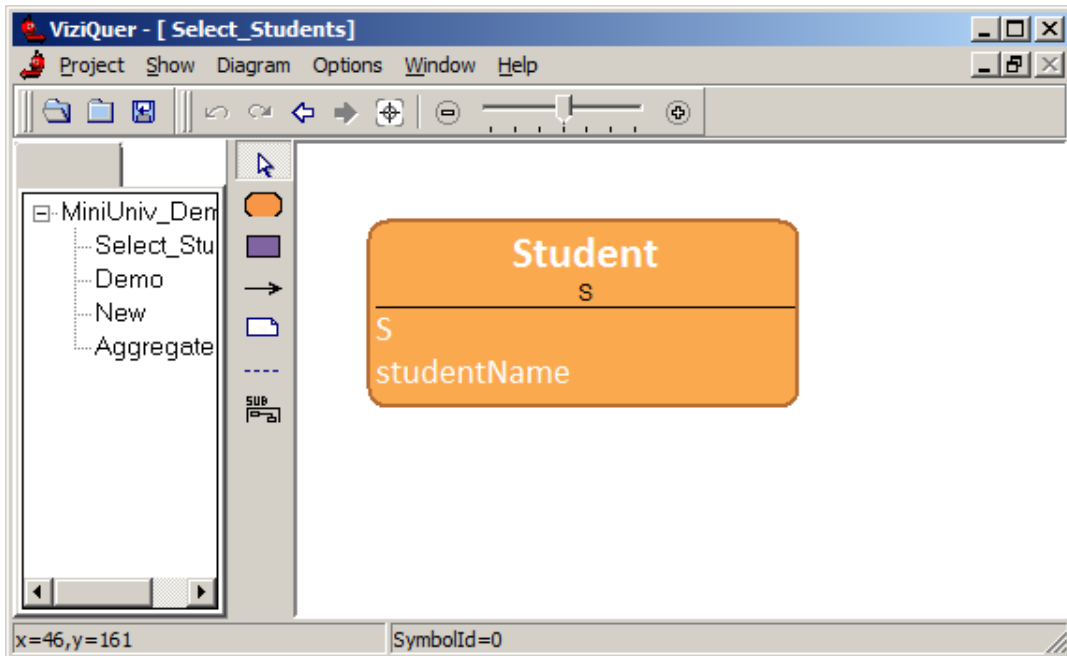 ViziQuer - [ Select_Students]
Project Show Diagram Options Window Help
MiniUniv_Dem
Select_Stu
Demo
New
Aggregate
SUB
Student
S
S
studentName
x=46,y=161
SymbolId=0